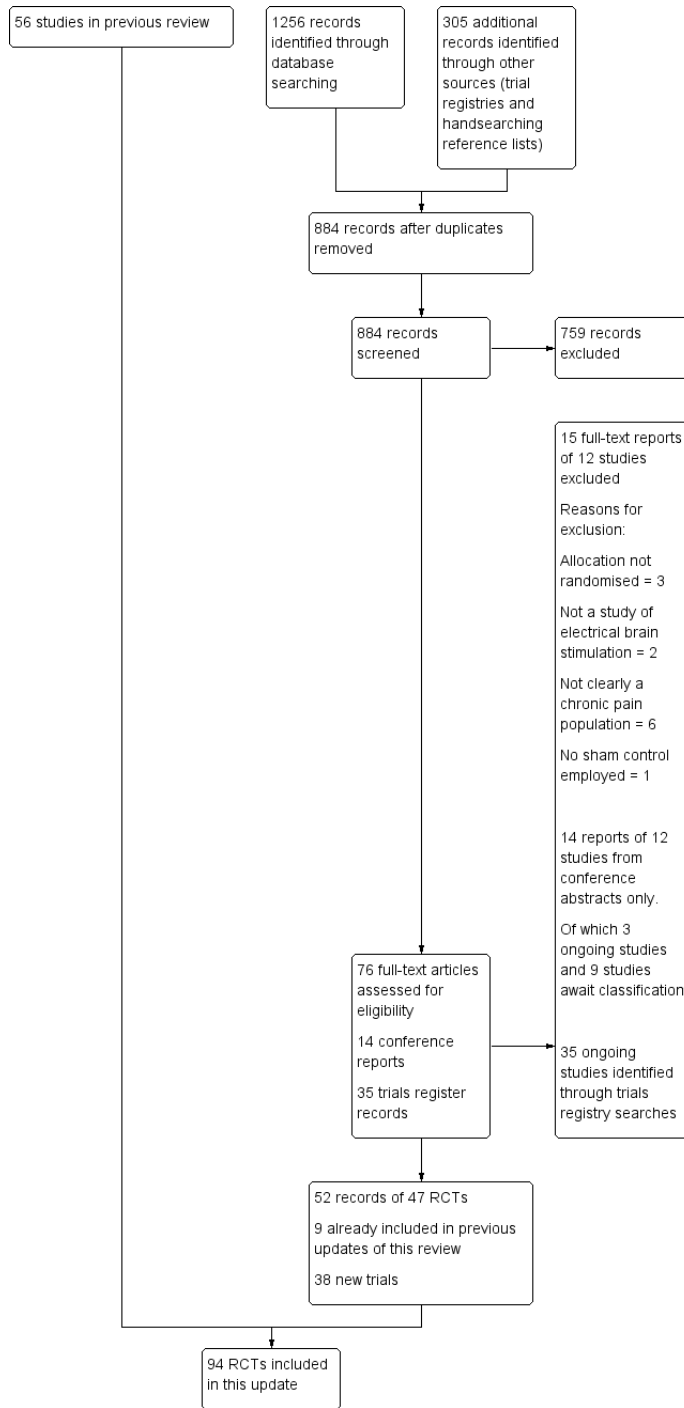 56 studies in previous review
1256 records
identified through
database
searching
305 additional
records identified
through other
sources (trial
registries and
handsearching
reference lists)
884 records after duplicates
removed
884 records
screened
759 records
excluded
15 full-text reports
of 12 studies
excluded
Reasons for
exclusion:
Allocation not
randomised = 3
Not a study of
electrical brain
stimulation = 2
Not clearly a
chronic pain
population = 6
No sham control
employed = 1
14 reports of 12
studies from
conference
abstracts only.
Of which 3
ongoing studies
and 9 studies
await classification
35 ongoing
studies identified
through trials
registry searches
76 full-text articles
assessed for
eligibility
14 conference
reports
35 trials register
records
52 records of 47 RCTs
9 already included in previous
updates of this review
38 new trials
94 RCTs included
in this update